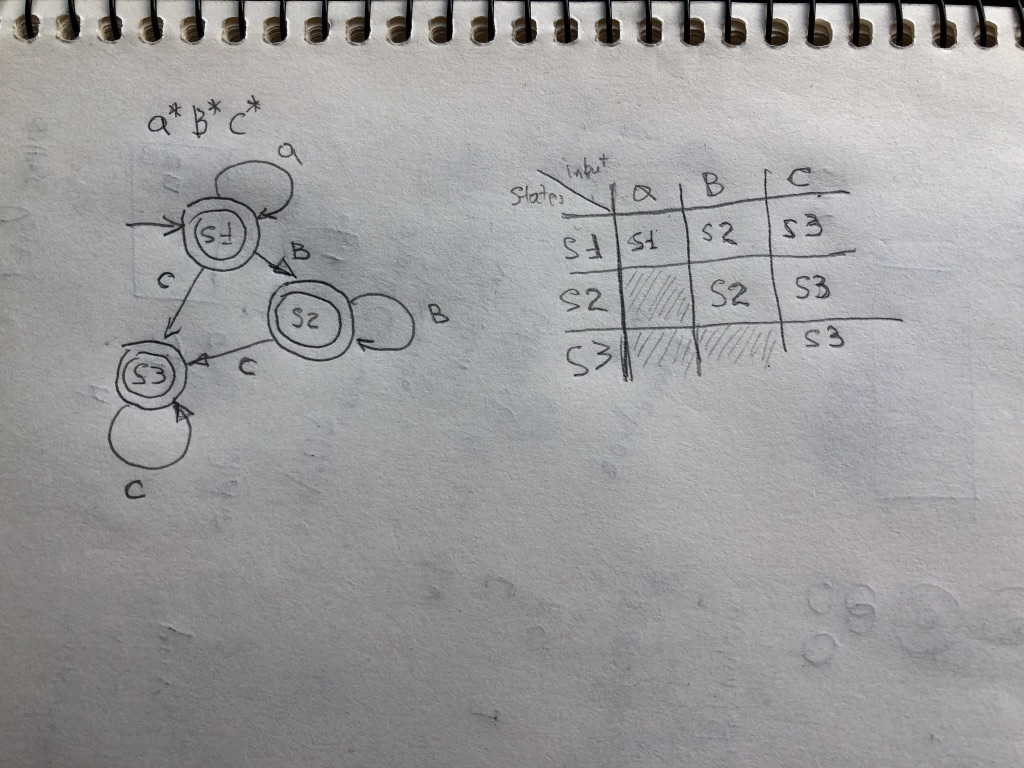 a* B* C*
a
S1
B
C
S2
B
C
S3
C
input
States
a B C
S1 S1 S2 S3
S2 S2 S3
S3 S3